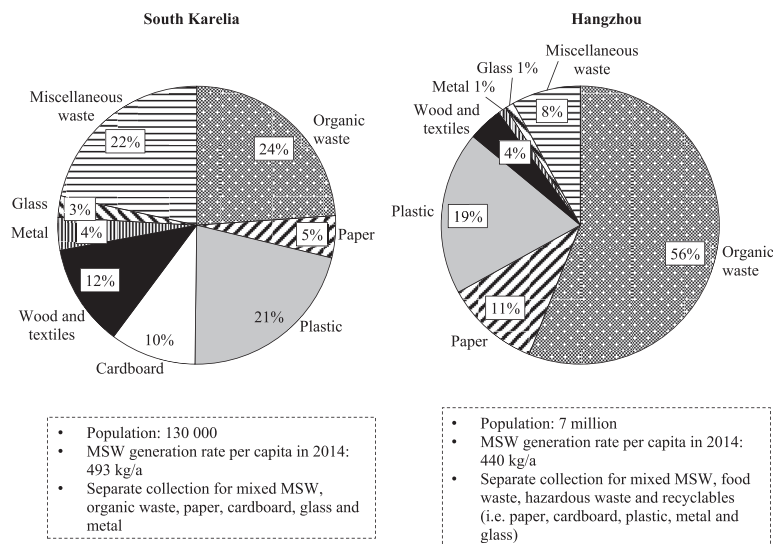 South Karelia
Miscellaneous
waste
22%
Organic
waste
24%
Glass
3%
Metal
4%
5%
Paper
12%
Wood and
textiles
10%
Cardboard
21%
Plastic
• Population: 130 000
• MSW generation rate per capita in 2014:
493 kg/a
• Separate collection for mixed MSW,
organic waste, paper, cardboard, glass and
metal
Hangzhou
Miscellaneous
waste
Glass 1%
Metal 1%
8%
Wood and
textiles
4%
Plastic
19%
56%
Organic
waste
11%
Paper
• Population: 7 million
• MSW generation rate per capita in 2014:
440 kg/a
• Separate collection for mixed MSW, food
waste, hazardous waste and recyclables
(i.e. paper, cardboard, plastic, metal and
glass)